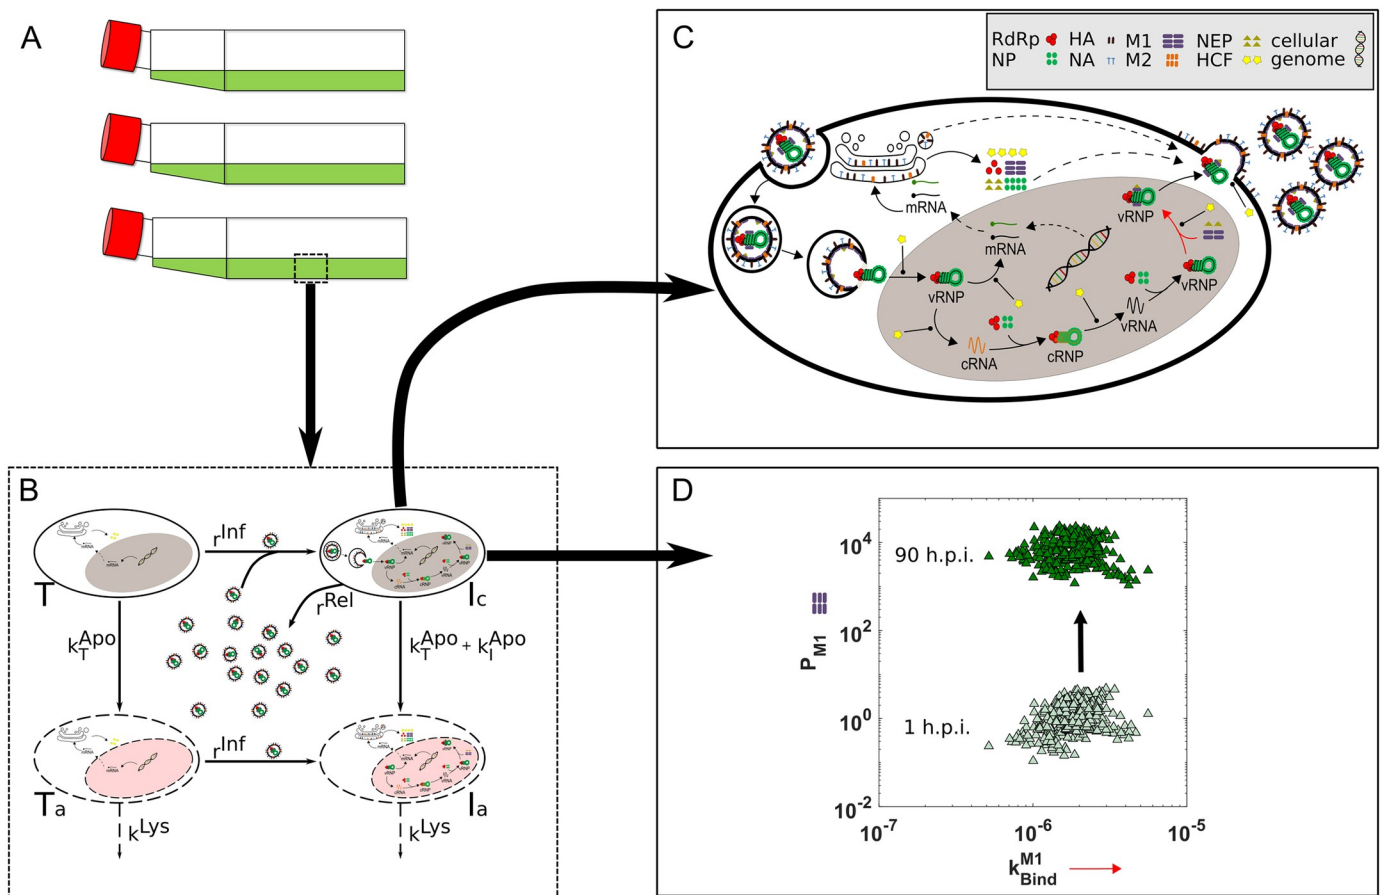 A
C
RdRp HA M1 NEP cellular
NP NA M2 HCF genome
mRNA
mRNA
vRNP
vRNP
vRNP
vRNA
cRNA
cRNP
B
T
r^Inf
I_c
r^Rel
k_T^Apo
k_T^Apo + k_I^Apo
T_a
r^Inf
I_a
k^Lys
k^Lys
D
90 h.p.i.
1 h.p.i.
P_M1
10^4
10^2
10^0
10^-2
10^-7
10^-6
10^-5
k_Bind^M1